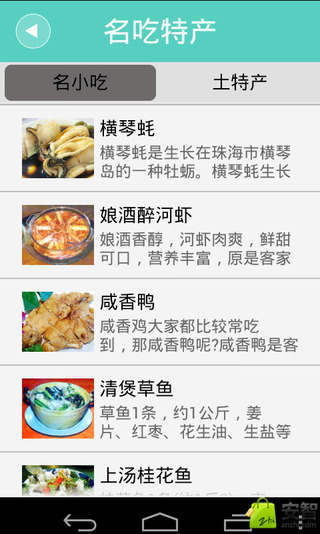 名吃特产
名小吃
土特产
横琴蚝
横琴蚝是生长在珠海市横琴
岛的一种牡蛎。横琴蚝生长
娘酒醉河虾
娘酒香醇，河虾肉爽，鲜甜
可口，营养丰富，原是客家
咸香鸭
咸香鸡大家都比较常吃
到，那咸香鸭呢?咸香鸭是客
清煲草鱼
草鱼1条，约1公斤，姜
片、红枣、花生油、生盐等
上汤桂花鱼
安智